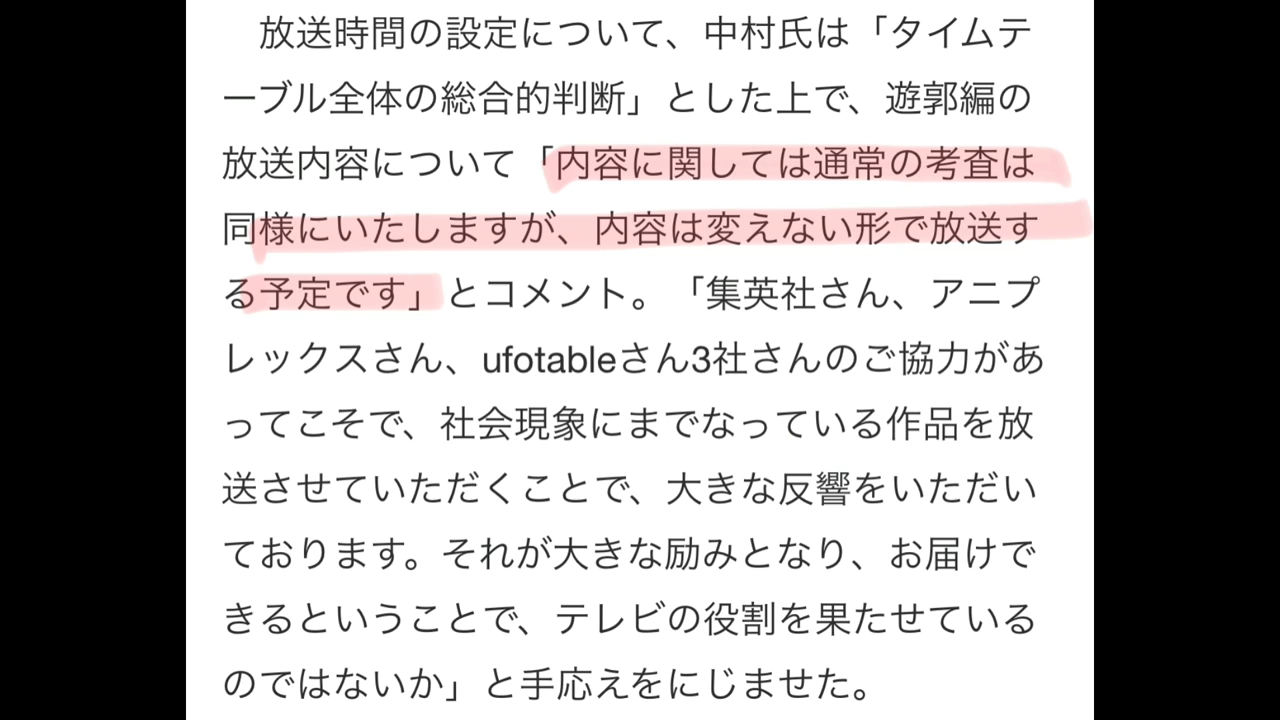 放送時間の設定について、中村氏は「タイムテ
ーブル全体の総合的判断」とした上で、遊郭編の
放送内容について「内容に関しては通常の考査は
同様にいたしますが、内容は変えない形で放送す
る予定です」とコメント。「集英社さん、アニプ
レックスさん、ufotableさん3社さんのご協力があ
ってこそで、社会現象にまでなっている作品を放
送させていただくことで、大きな反響をいただい
ております。それが大きな励みとなり、お届けで
きるということで、テレビの役割を果たせている
のではないか」と手応えをにじませた。